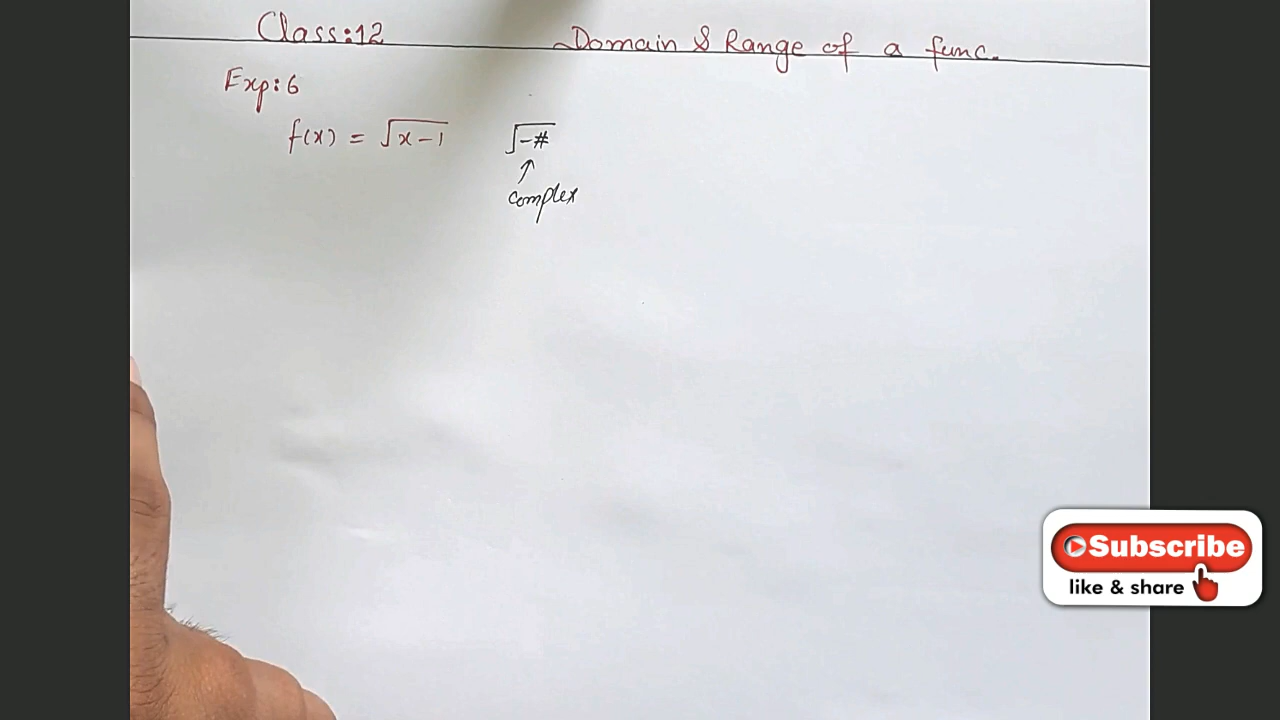 Class:12
Domain & Range of a func.
Exp:6
f(x) = √x-1
√-#
↑
complex
Subscribe
like & share